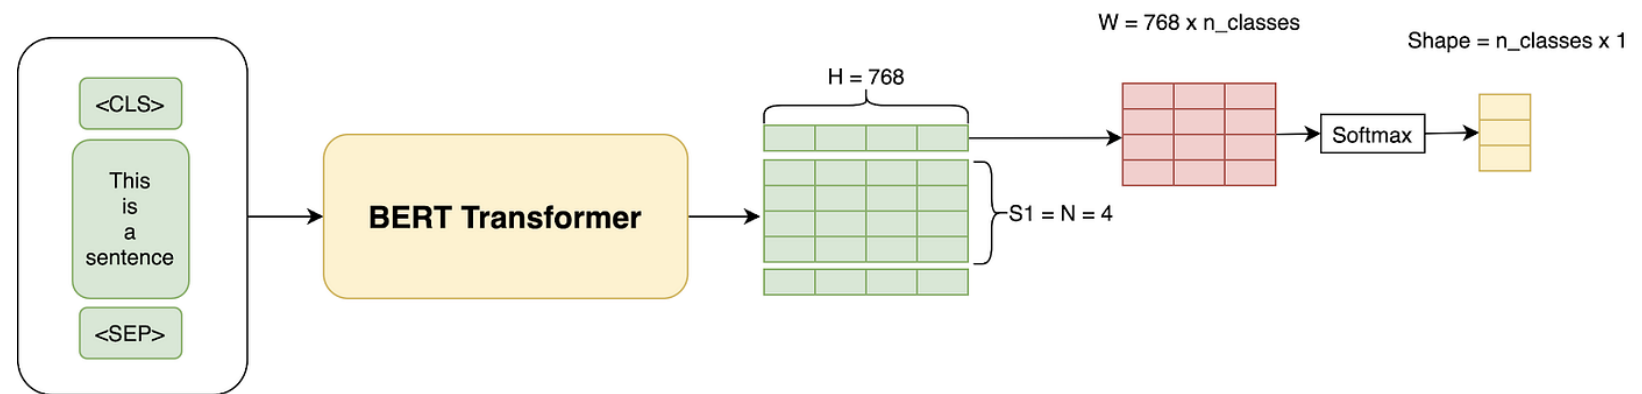 <CLS>
This
is
a
sentence
<SEP>
BERT Transformer
H = 768
S1 = N = 4
W = 768 x n_classes
Softmax
Shape = n_classes x 1